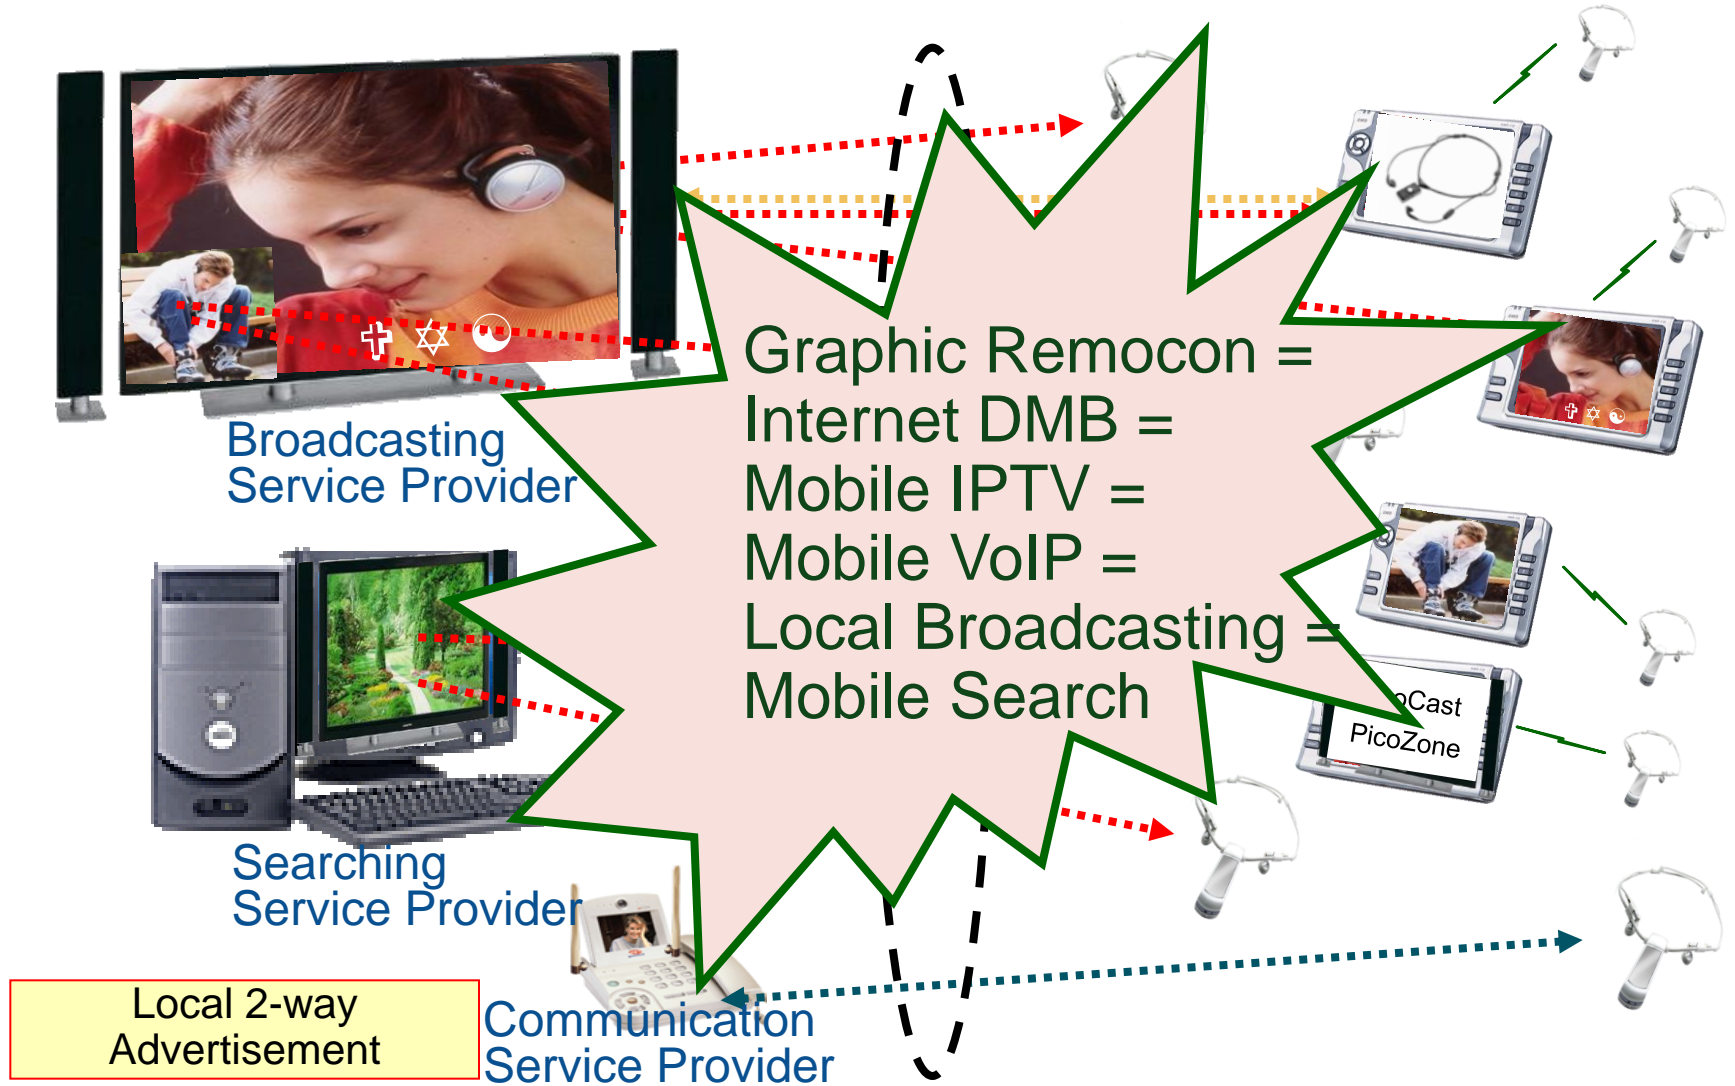 Graphic Remocon =
Internet DMB =
Mobile IPTV =
Mobile VoIP =
Local Broadcasting =
Mobile Search
Broadcasting
Service Provider
Searching
Service Provider
PicoZone
Local 2-way
Advertisement
Communication
Service Provider